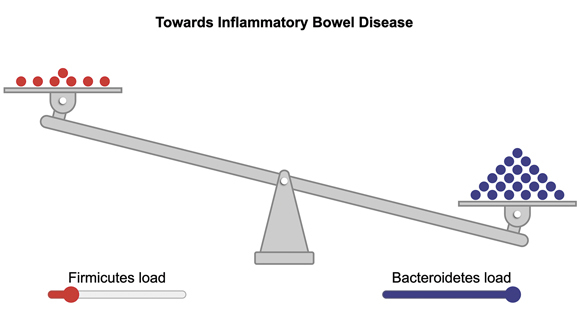 Towards Inflammatory Bowel Disease
Firmicutes load
Bacteroidetes load